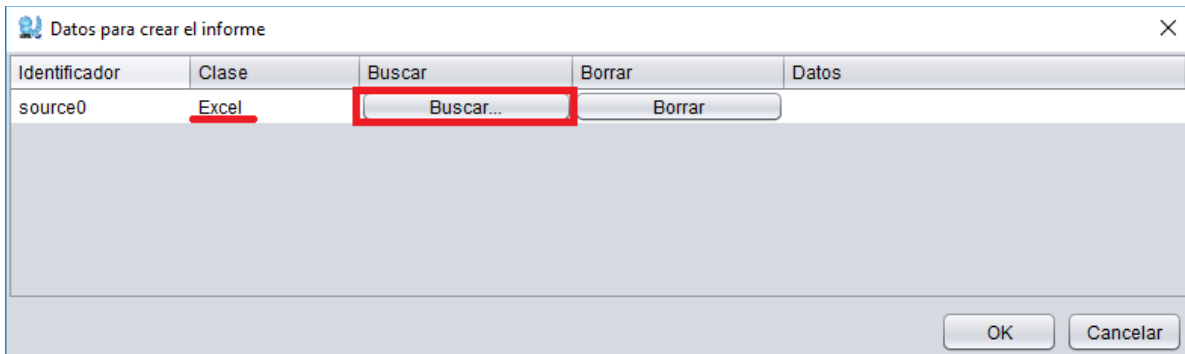 Datos para crear el informe
Identificador Clase Buscar Borrar Datos
source0 Excel Buscar... Borrar
OK Cancelar